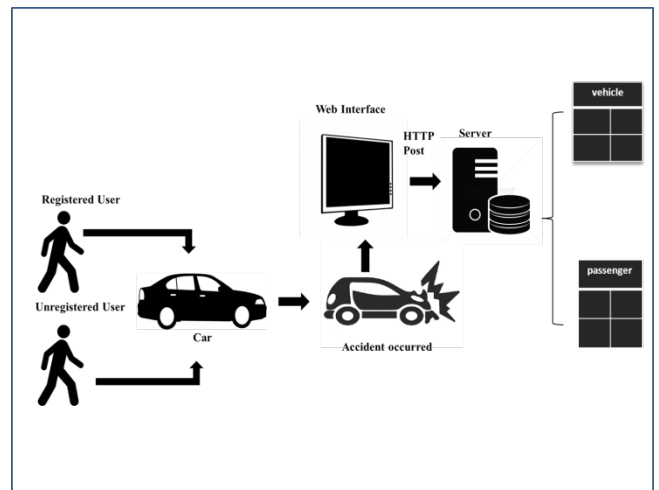 Registered User
Unregistered User
Car
Accident occurred
Web Interface
HTTP
Post
Server
vehicle
passenger